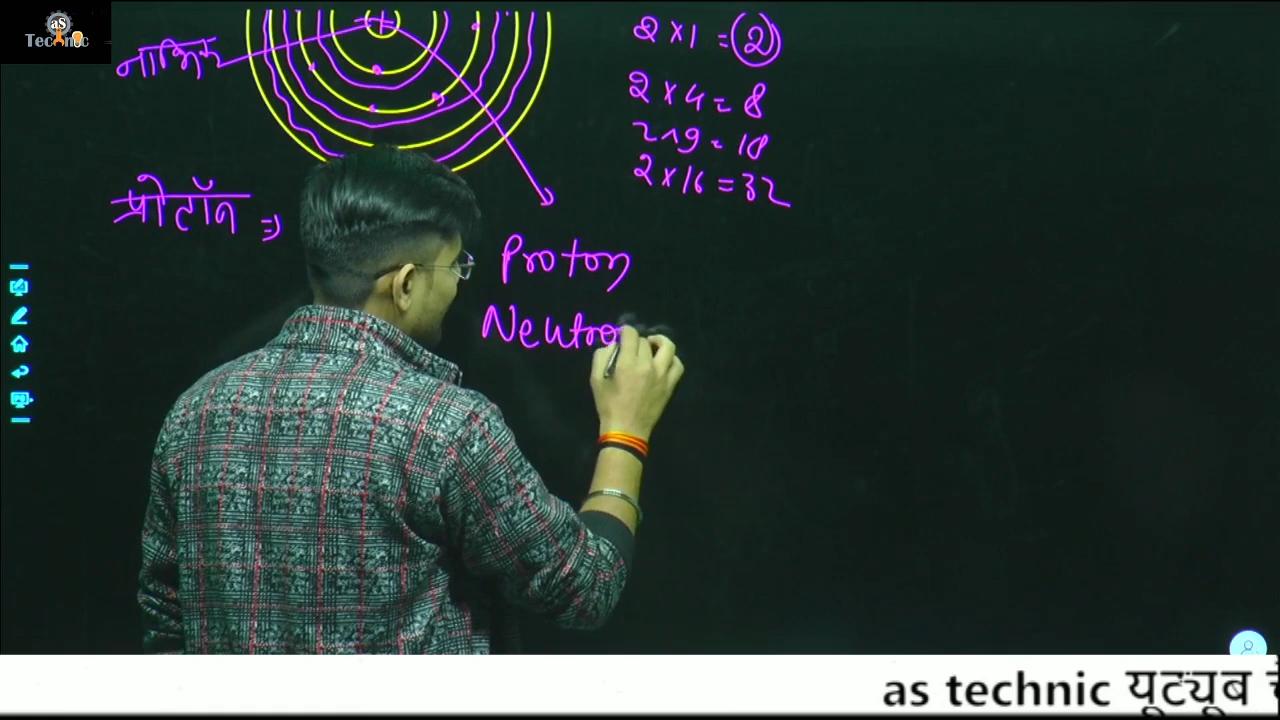 as
Technic
नाभिक
2 × 1 = 2
2 × 4 = 8
2 × 9 = 18
2 × 16 = 32
प्रोटॉन =>
Proton
Neutro
as technic यूट्यूब